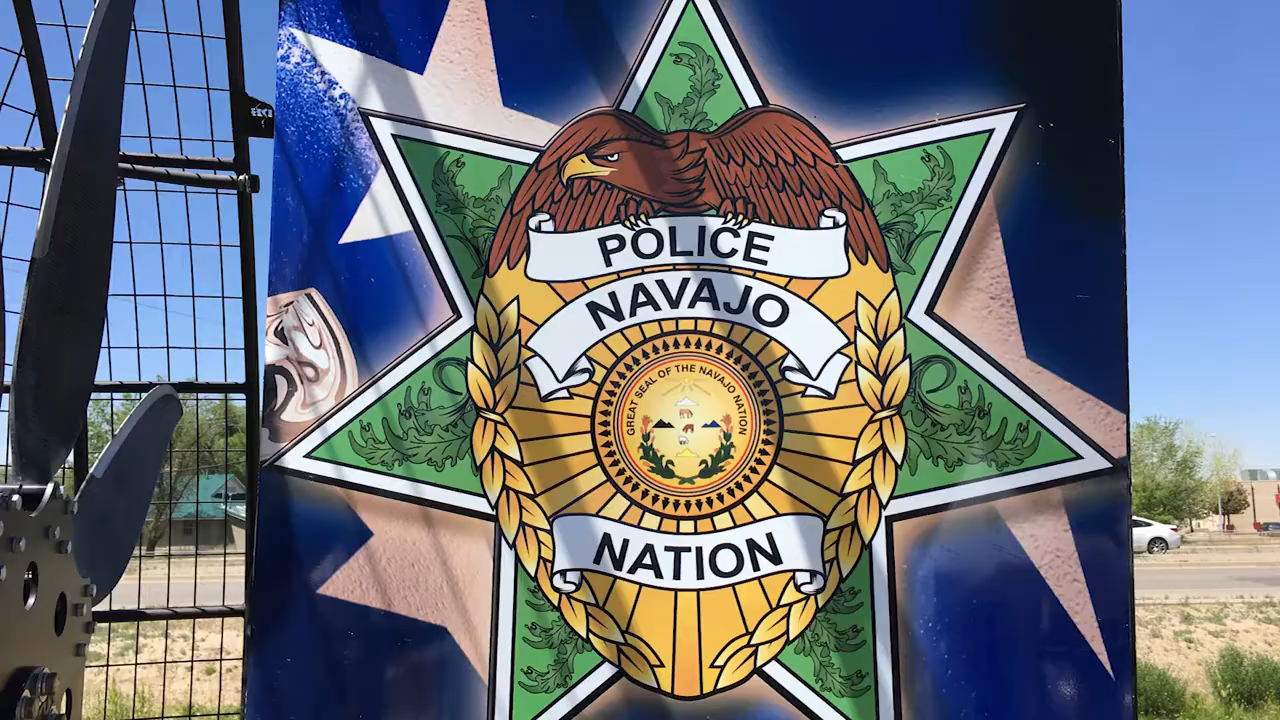 POLICE
NAVAJO
GREAT SEAL OF THE NAVAJO NATION
NATION